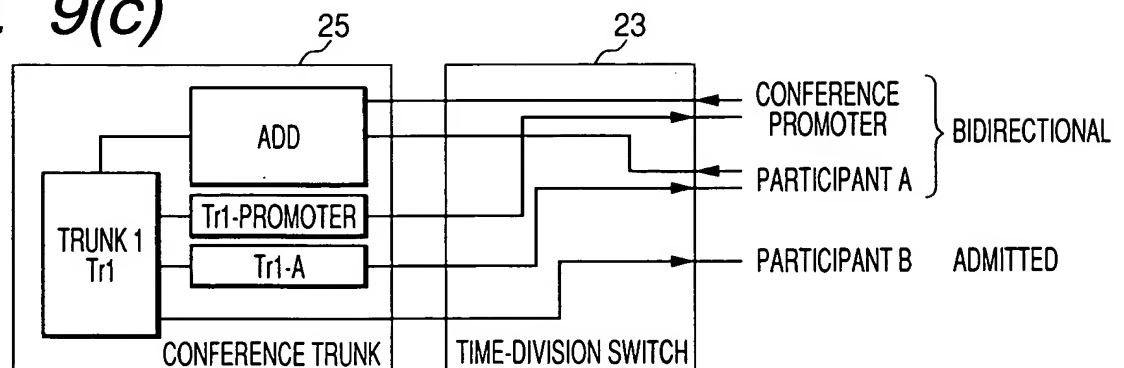 9(c)
25
23
ADD
TRUNK 1
Tr1
Tr1-PROMOTER
Tr1-A
CONFERENCE TRUNK
TIME-DIVISION SWITCH
CONFERENCE
PROMOTER
PARTICIPANT A
BIDIRECTIONAL
PARTICIPANT B
ADMITTED